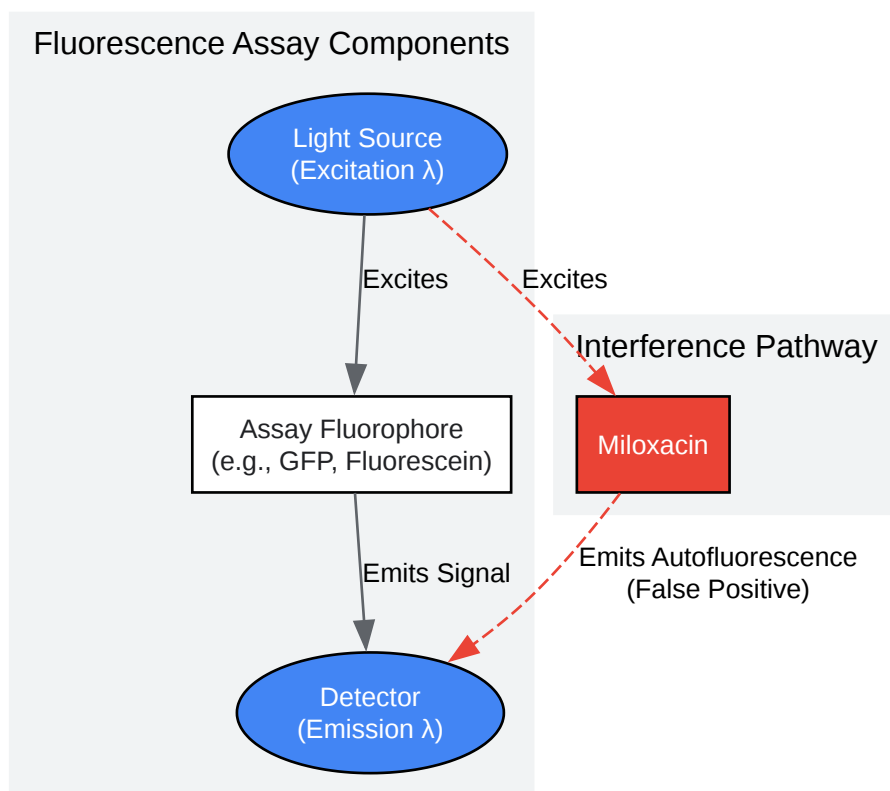 Fluorescence Assay Components
Light Source
(Excitation λ)
Excites
Excites
Interference Pathway
Assay Fluorophore
(e.g., GFP, Fluorescein)
Miloxacin
Emits Signal
Emits Autofluorescence
(False Positive)
Detector
(Emission λ)